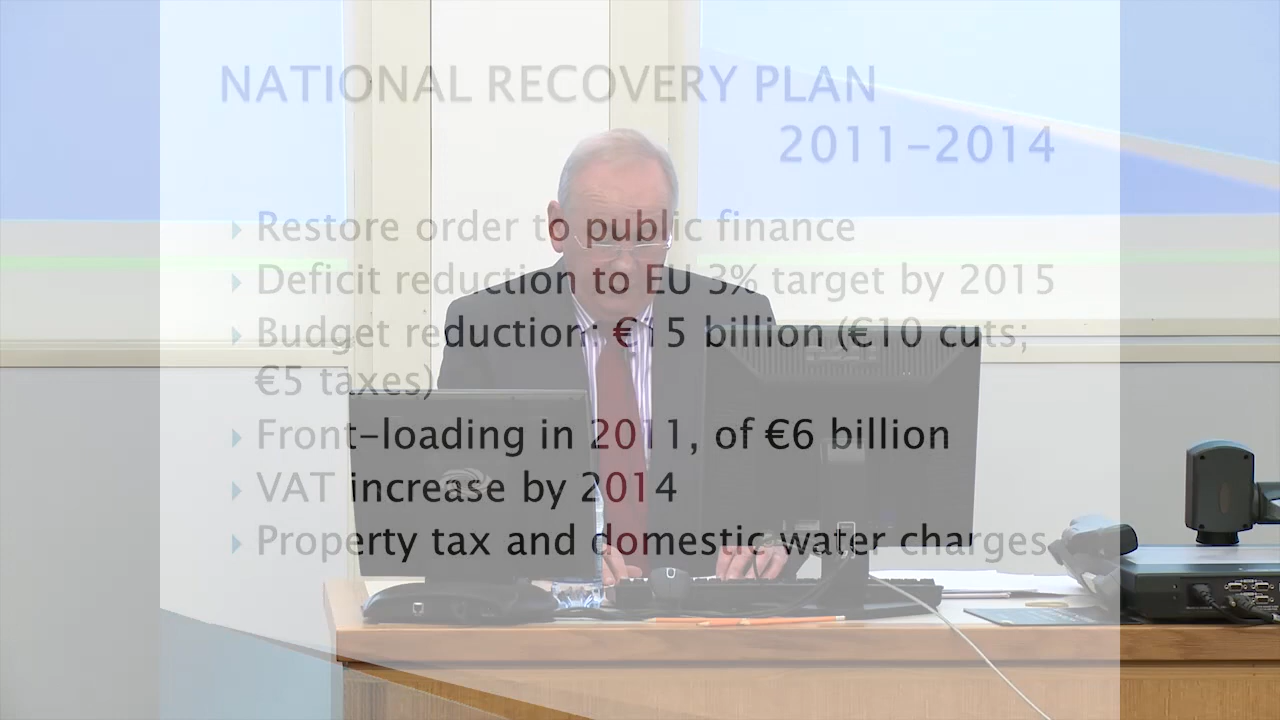 NATIONAL RECOVERY PLAN
2011-2014
Restore order to public finance
Deficit reduction to EU 3% target by 2015
Budget reduction: €15 billion (€10 cuts;
€5 taxes)
Front-loading in 2011, of €6 billion
VAT increase by 2014
Property tax and domestic water charges